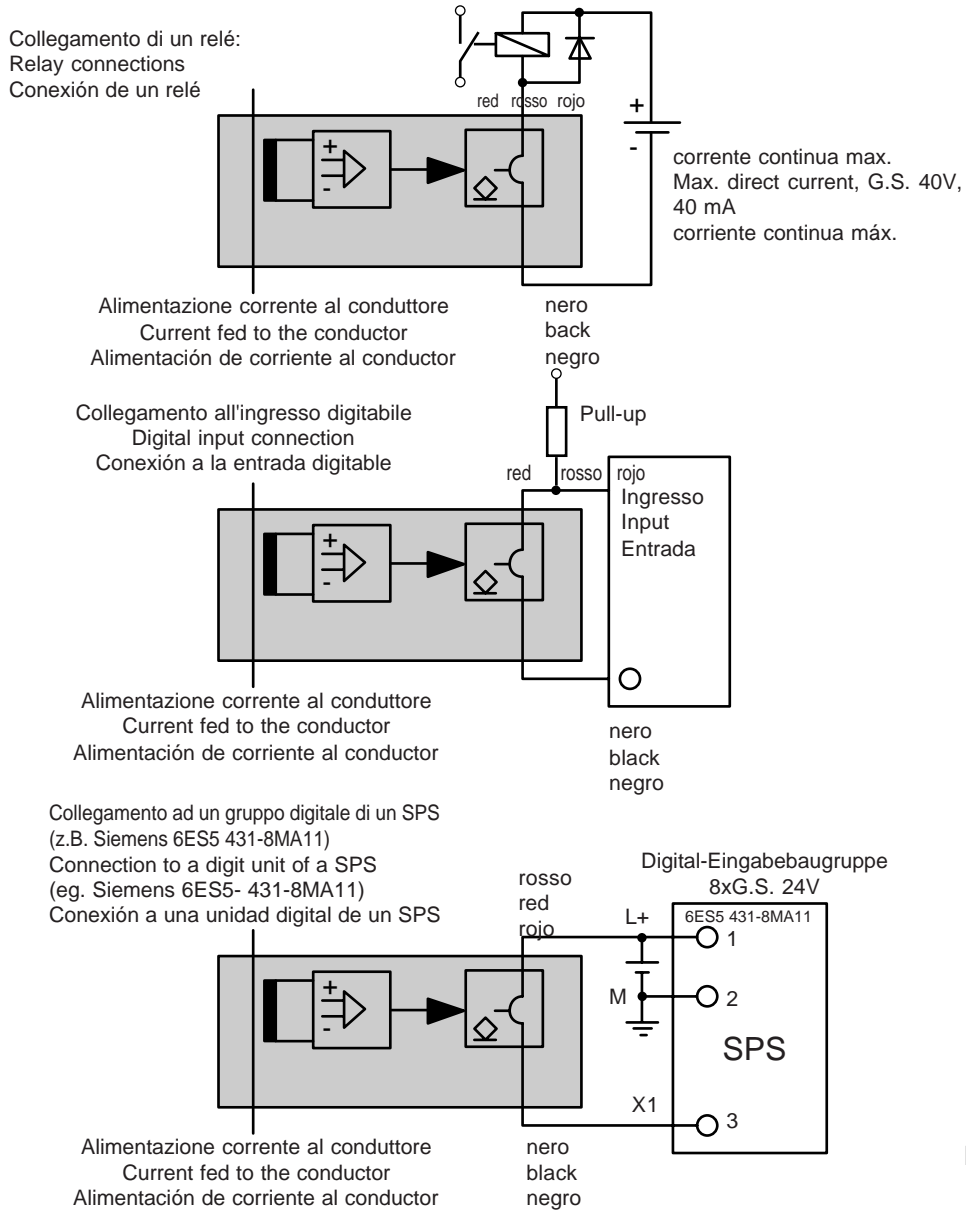 Collegamento di un relé:
Relay connections
Conexión de un relé
red rosso rojo
+
-
+
-
corrente continua max.
Max. direct current, G.S. 40V,
40 mA
corriente continua máx.
Alimentazione corrente al conduttore
Current fed to the conductor
Alimentación de corriente al conductor
nero
back
negro
Collegamento all'ingresso digitabile
Digital input connection
Conexión a la entrada digitable
Pull-up
red rosso rojo
Ingresso
Input
Entrada
+
-
Alimentazione corrente al conduttore
Current fed to the conductor
Alimentación de corriente al conductor
nero
black
negro
Collegamento ad un gruppo digitale di un SPS
(z.B. Siemens 6ES5 431-8MA11)
Connection to a digit unit of a SPS
(eg. Siemens 6ES5- 431-8MA11)
Conexión a una unidad digital de un SPS
rosso
red
rojo
Digital-Eingabebaugruppe
8xG.S. 24V
6ES5 431-8MA11
L+
1
M
2
SPS
X1
3
+
-
Alimentazione corrente al conduttore
Current fed to the conductor
Alimentación de corriente al conductor
nero
black
negro